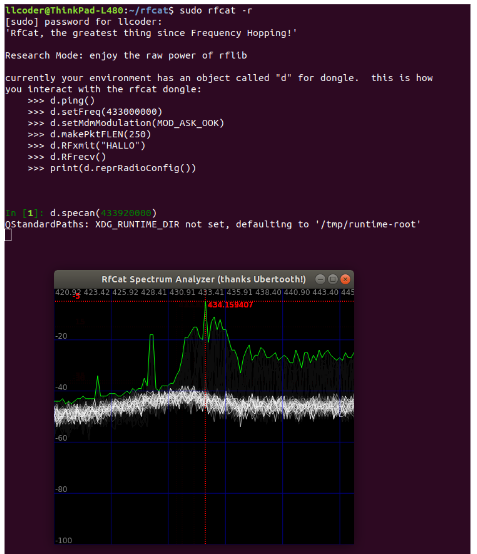 llcoder@ThinkPad-L480:~/rfcat$ sudo rfcat -r
[sudo] password for llcoder:
'RfCat, the greatest thing since Frequency Hopping!'
Research Mode: enjoy the raw power of rflib
currently your environment has an object called "d" for dongle.  this is how
you interact with the rfcat dongle:
    >>> d.ping()
    >>> d.setFreq(433000000)
    >>> d.setMdmModulation(MOD_ASK_OOK)
    >>> d.makePktFLEN(250)
    >>> d.RFxmit("HALLO")
    >>> d.RFrecv()
    >>> print(d.reprRadioConfig())
In [1]: d.specan(433920000)
QStandardPaths: XDG_RUNTIME_DIR not set, defaulting to '/tmp/runtime-root'
RfCat Spectrum Analyzer (thanks Ubertooth!)
420.92 423.42 425.92 428.41 430.91 433.41 435.91 438.40 440.90 443.40 445
434.159407
-20
-40
-60
-80
-100